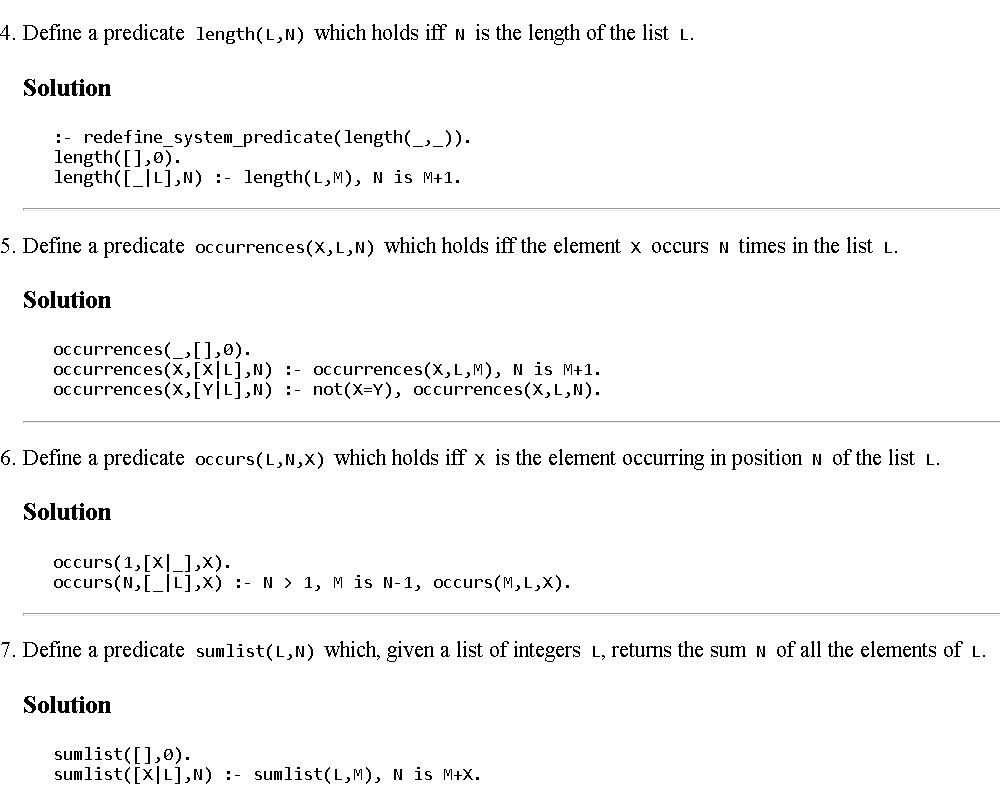 4. Define a predicate length(L,N) which holds iff N is the length of the list L.
Solution
:- redefine_system_predicate(length(_,_)).
length([],0).
length([_|L],N) :- length(L,M), N is M+1.
5. Define a predicate occurrences(X,L,N) which holds iff the element X occurs N times in the list L.
Solution
occurrences(_,[],0).
occurrences(X,[X|L],N) :- occurrences(X,L,M), N is M+1.
occurrences(X,[Y|L],N) :- not(X=Y), occurrences(X,L,N).
6. Define a predicate occurs(L,N,X) which holds iff X is the element occurring in position N of the list L.
Solution
occurs(1,[X|_],X).
occurs(N,[_|L],X) :- N > 1, M is N-1, occurs(M,L,X).
7. Define a predicate sumlist(L,N) which, given a list of integers L, returns the sum N of all the elements of L.
Solution
sumlist([],0).
sumlist([X|L],N) :- sumlist(L,M), N is M+X.